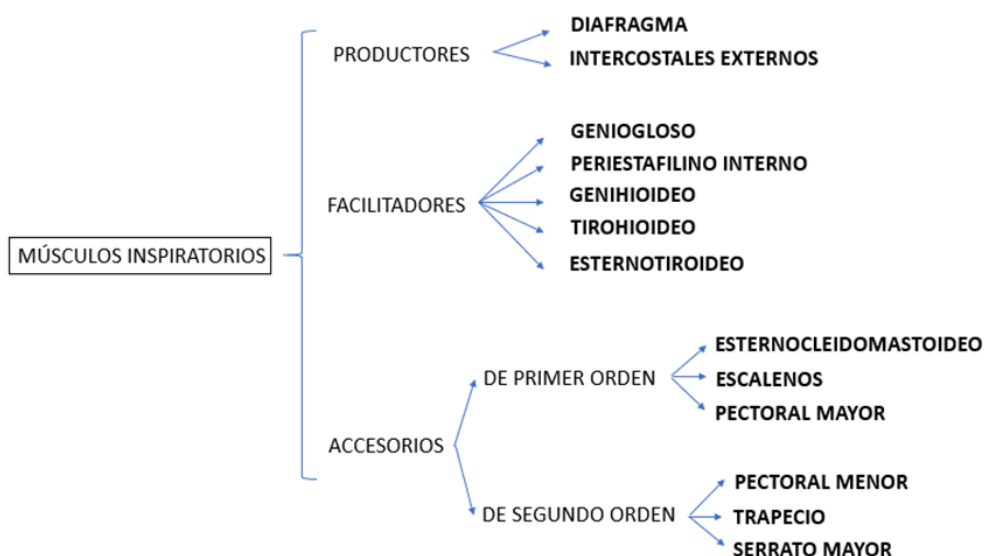 MÚSCULOS INSPIRATORIOS
PRODUCTORES
DIAFRAGMA
INTERCOSTALES EXTERNOS
FACILITADORES
GENIOGLOSO
PERIESTAFILINO INTERNO
GENIHIOIDEO
TIROHIOIDEO
ESTERNOTIROIDEO
ACCESORIOS
DE PRIMER ORDEN
ESTERNOCLEIDOMASTOIDEO
ESCALENOS
PECTORAL MAYOR
DE SEGUNDO ORDEN
PECTORAL MENOR
TRAPECIO
SERRATO MAYOR